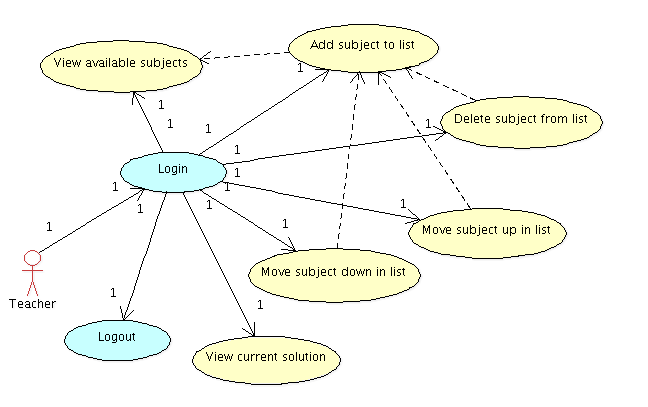 Add subject to list
View available subjects
1
1
1
1
Delete subject from list
1
1
Login
1
1
1
1
1
1
Move subject up in list
1
1
Move subject down in list
Teacher
1
1
Logout
View current solution